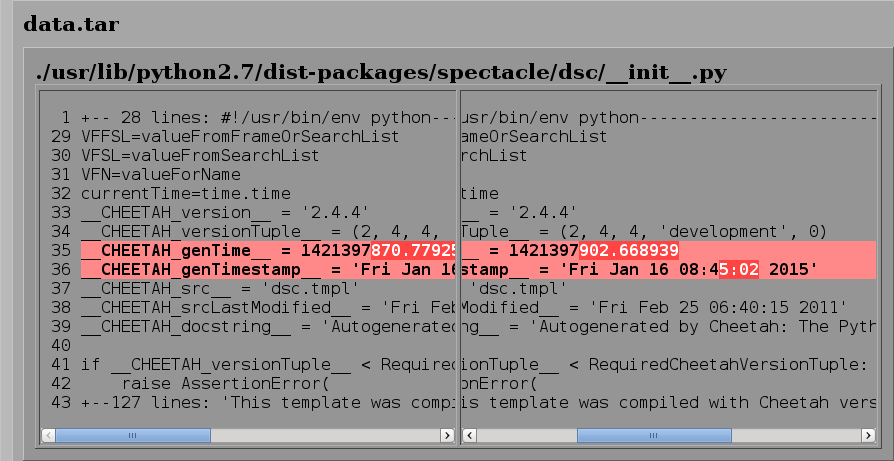 data.tar
./usr/lib/python2.7/dist-packages/spectacle/dsc/__init__.py
1 +-- 28 lines: #!/usr/bin/env python---
29 VFFSL=valueFromFrameOrSearchList
30 VFSL=valueFromSearchList
31 VFN=valueForName
32 currentTime=time.time
33 __CHEETAH_version__ = '2.4.4'
34 __CHEETAH_versionTuple__ = (2, 4, 4,
35 __CHEETAH_genTime__ = 1421397870.77925
36 __CHEETAH_genTimestamp__ = 'Fri Jan 16
37 __CHEETAH_src__ = 'dsc.tmpl'
38 __CHEETAH_srcLastModified__ = 'Fri Feb
39 __CHEETAH_docstring__ = 'Autogenerated
40
41 if __CHEETAH_versionTuple__ < Required
42     raise AssertionError(
43 +--127 lines: 'This template was compi
usr/bin/env python-------------------------
ameOrSearchList
rchList
time
_ = '2.4.4'
Tuple__ = (2, 4, 4, 'development', 0)
__ = 1421397902.668939
stamp__ = 'Fri Jan 16 08:45:02 2015'
'dsc.tmpl'
Modified__ = 'Fri Feb 25 06:40:15 2011'
ng__ = 'Autogenerated by Cheetah: The Pyth
ionTuple__ < RequiredCheetahVersionTuple:
onError(
is template was compiled with Cheetah vers